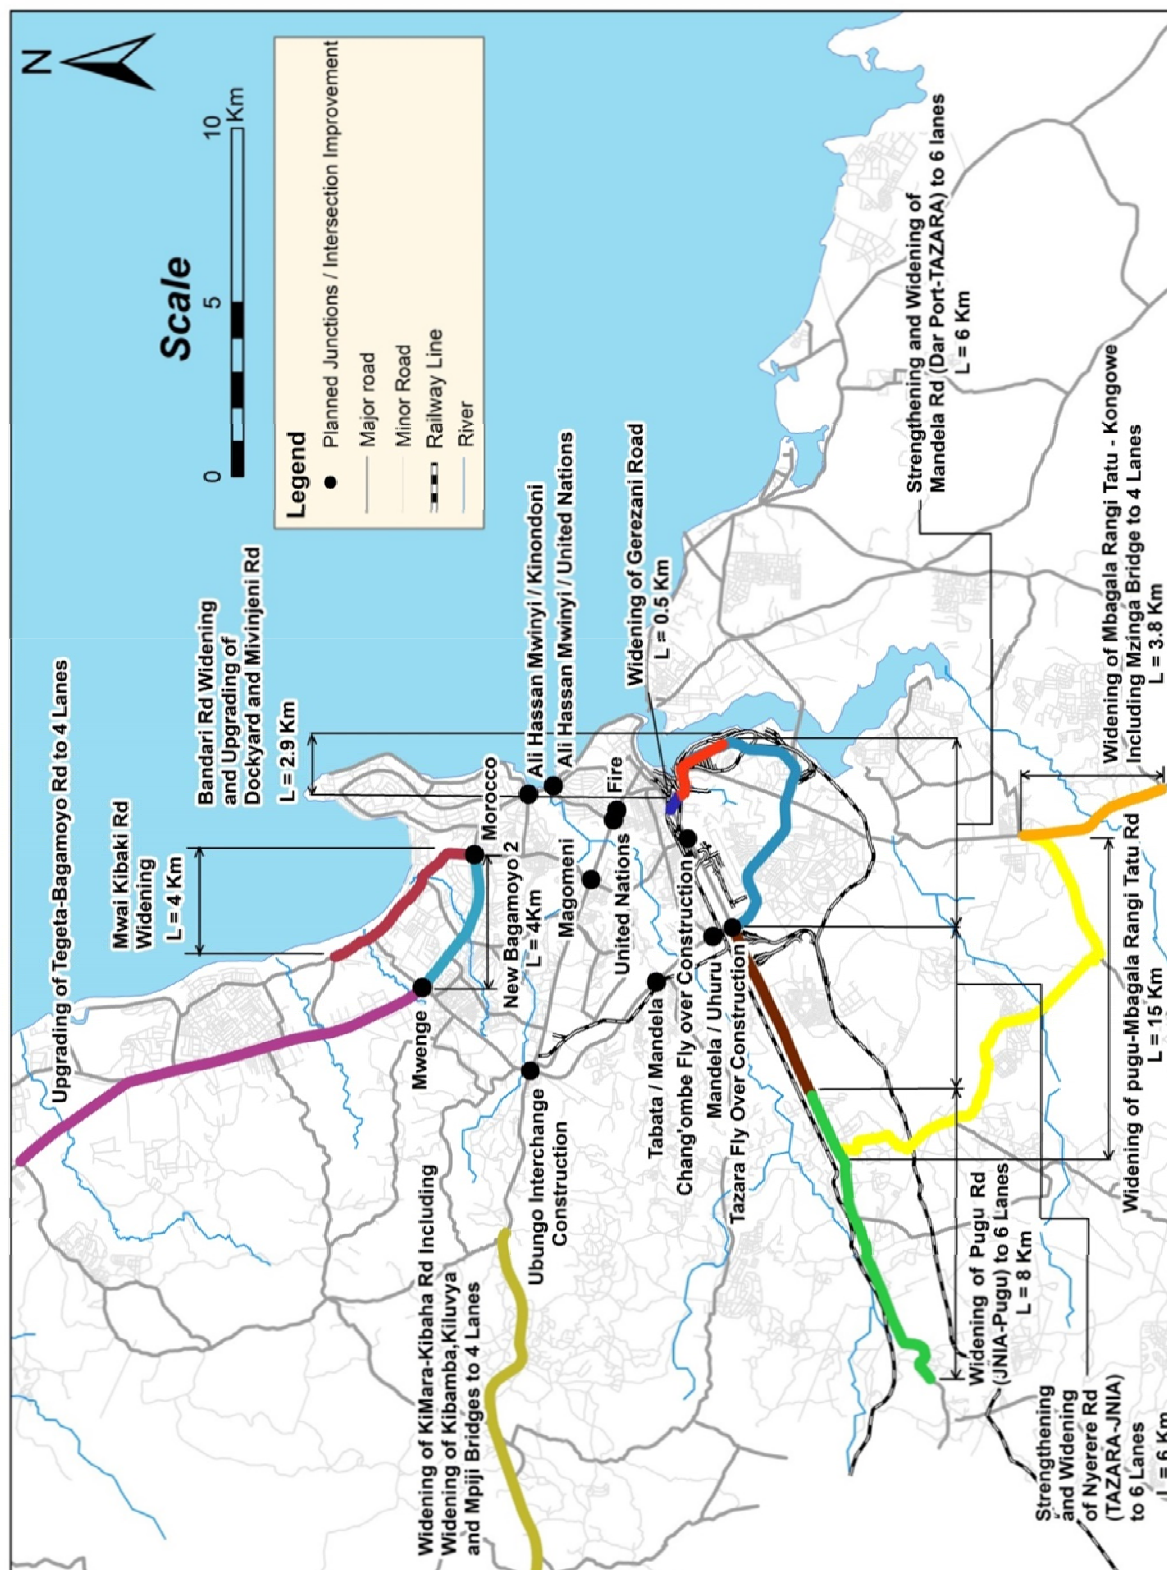 N
Scale
0
5
10
Km
Legend
Planned Junctions / Intersection Improvement
Major road
Minor Road
Railway Line
River
Upgrading of Tegeta-Bagamoyo Rd to 4 Lanes
Mwai Kibaki Rd
Widening
L = 4 Km
Bandari Rd Widening
and Upgrading of
Dockyard and Mivinjeni Rd
L = 2.9 Km
Morocco
Mwenge
New Bagamoyo 2
L = 4Km
Ali Hassan Mwinyi / Kinondoni
Ali Hassan Mwinyi / United Nations
Fire
Magomeni
United Nations
Widening of Gerezani Road
L = 0.5 Km
Widening of KiMara-Kibaha Rd Including
Widening of Kibamba,Kiluvya
and Mpiji Bridges to 4 Lanes
Ubungo Interchange
Construction
Tabata / Mandela
Chang'ombe Fly over Construction
Mandela / Uhuru
Tazara Fly Over Construction
Strengthening and Widening of
Mandela Rd (Dar Port-TAZARA) to 6 lanes
L = 6 Km
Widening of Pugu Rd
(JNIA-Pugu) to 6 Lanes
L = 8 Km
Strengthening
and Widening
of Nyerere Rd
(TAZARA-JNIA)
to 6 Lanes
L = 6 Km
Widening of Mbagala Rangi Tatu - Kongowe
Including Mzinga Bridge to 4 Lanes
L = 3.8 Km
Widening of pugu-Mbagala Rangi Tatu Rd
L = 15 Km